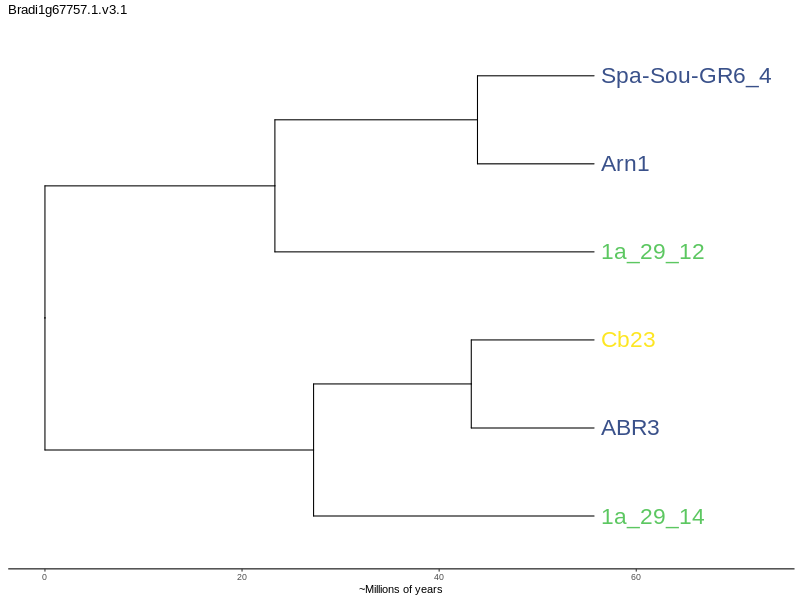 Bradi1g67757.1.v3.1
Spa-Sou-GR6_4
Arn1
1a_29_12
Cb23
ABR3
1a_29_14
0 20 40 60
~Millions of years